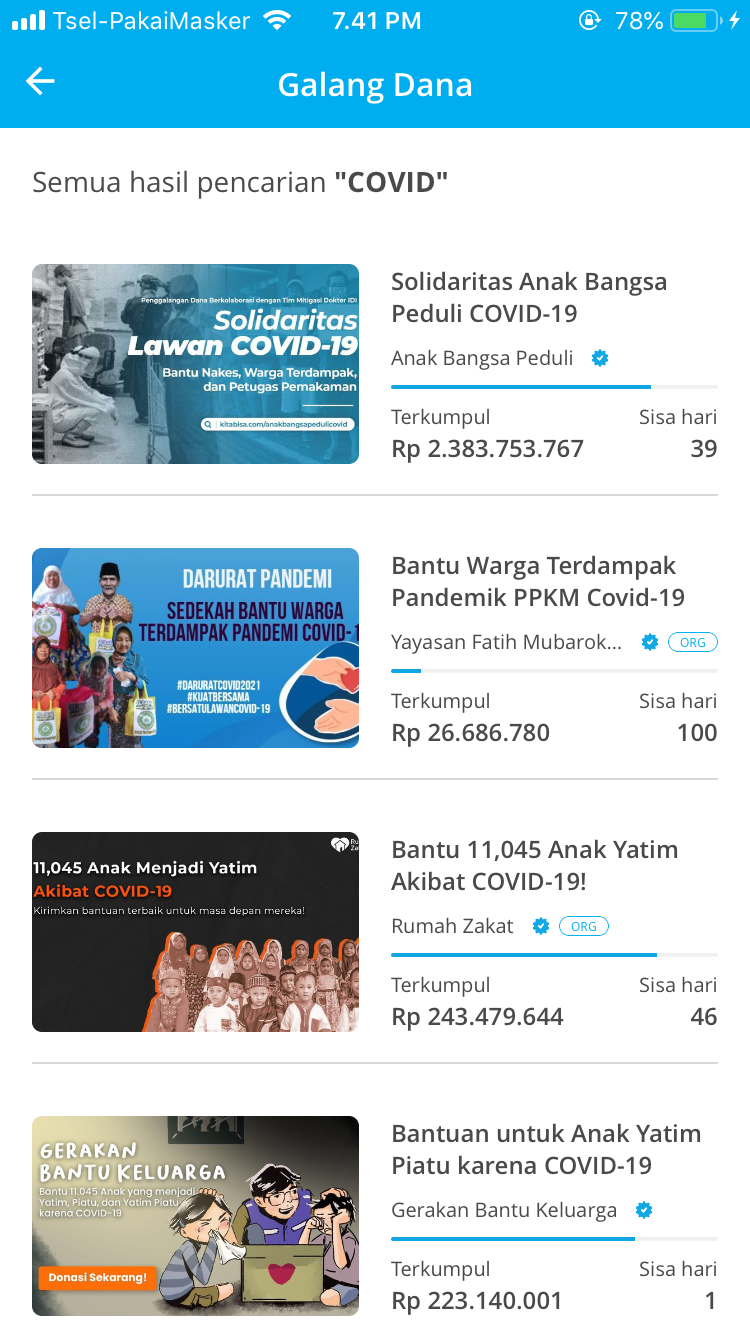 Tsel-PakaiMasker
7.41 PM
78%
Galang Dana
Semua hasil pencarian "COVID"
Penggalangan Dana Berkolaborasi dengan Tim Mitigasi Dokter IDI
Solidaritas
Lawan COVID-19
Bantu Nakes, Warga Terdampak,
dan Petugas Pemakaman
kitabisa.com/anakbangsapedulicovid
Solidaritas Anak Bangsa
Peduli COVID-19
Anak Bangsa Peduli
Terkumpul
Sisa hari
Rp 2.383.753.767
39
DARURAT PANDEMI
SEDEKAH BANTU WARGA
TERDAMPAK PANDEMI COVID-1
#DARURATCOVID2021
#KUATBERSAMA
#BERSATULAWANCOVID-19
Bantu Warga Terdampak
Pandemik PPKM Covid-19
Yayasan Fatih Mubarok...
ORG
Terkumpul
Sisa hari
Rp 26.686.780
100
Ru
Za
11,045 Anak Menjadi Yatim
Akibat COVID-19
Kirimkan bantuan terbaik untuk masa depan mereka!
Bantu 11,045 Anak Yatim
Akibat COVID-19!
Rumah Zakat
ORG
Terkumpul
Sisa hari
Rp 243.479.644
46
GERAKAN
BANTU KELUARGA
Bantu 11.045 Anak yang menjadi
Yatim, Piatu, dan Yatim Piatu
karena COVID-19
Donasi Sekarang!
Bantuan untuk Anak Yatim
Piatu karena COVID-19
Gerakan Bantu Keluarga
Terkumpul
Sisa hari
Rp 223.140.001
1